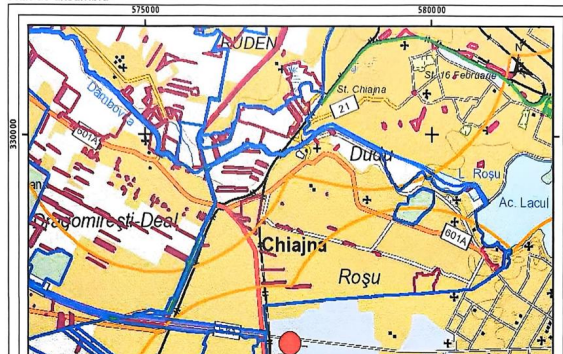 575000
580000
BUDEN
St. 16 Februarie
St. Chiajna
21
Dâmbovița
330000
601A
Dudu
L. Roșu
Ac. Lacul
Dragomirești-Deal
601A
Chiajna
Roșu